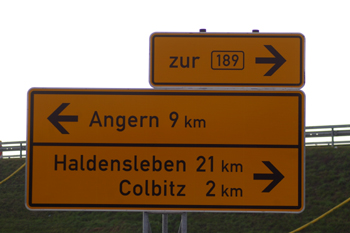 zur 189
Angern 9 km
Haldensleben 21 km
Colbitz 2 km